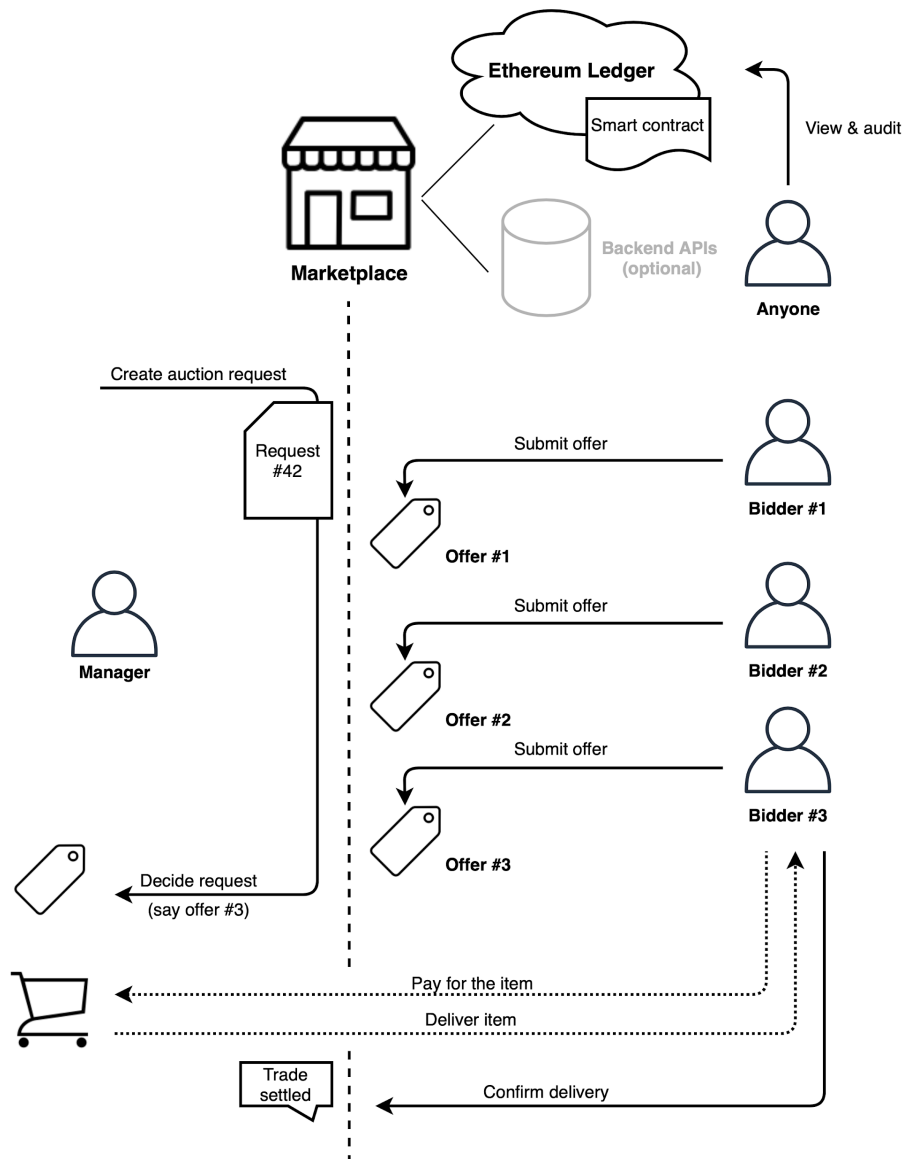 Ethereum Ledger
Smart contract
View & audit
Backend APIs
(optional)
Marketplace
Anyone
Create auction request
Request
#42
Submit offer
Bidder #1
Offer #1
Manager
Submit offer
Bidder #2
Offer #2
Submit offer
Bidder #3
Offer #3
Decide request
(say offer #3)
Pay for the item
Deliver item
Trade
settled
Confirm delivery